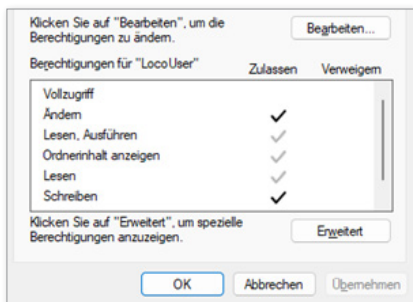 Klicken Sie auf "Bearbeiten", um die
Berechtigungen zu ändern.
Bearbeiten...
Berechtigungen für "LocoUser"
Zulassen Verweigern
Vollzugriff
Ändern
Lesen, Ausführen
Ordnerinhalt anzeigen
Lesen
Schreiben
Klicken Sie auf "Erweitert", um spezielle
Berechtigungen anzuzeigen.
Erweitert
OK Abbrechen Übernehmen